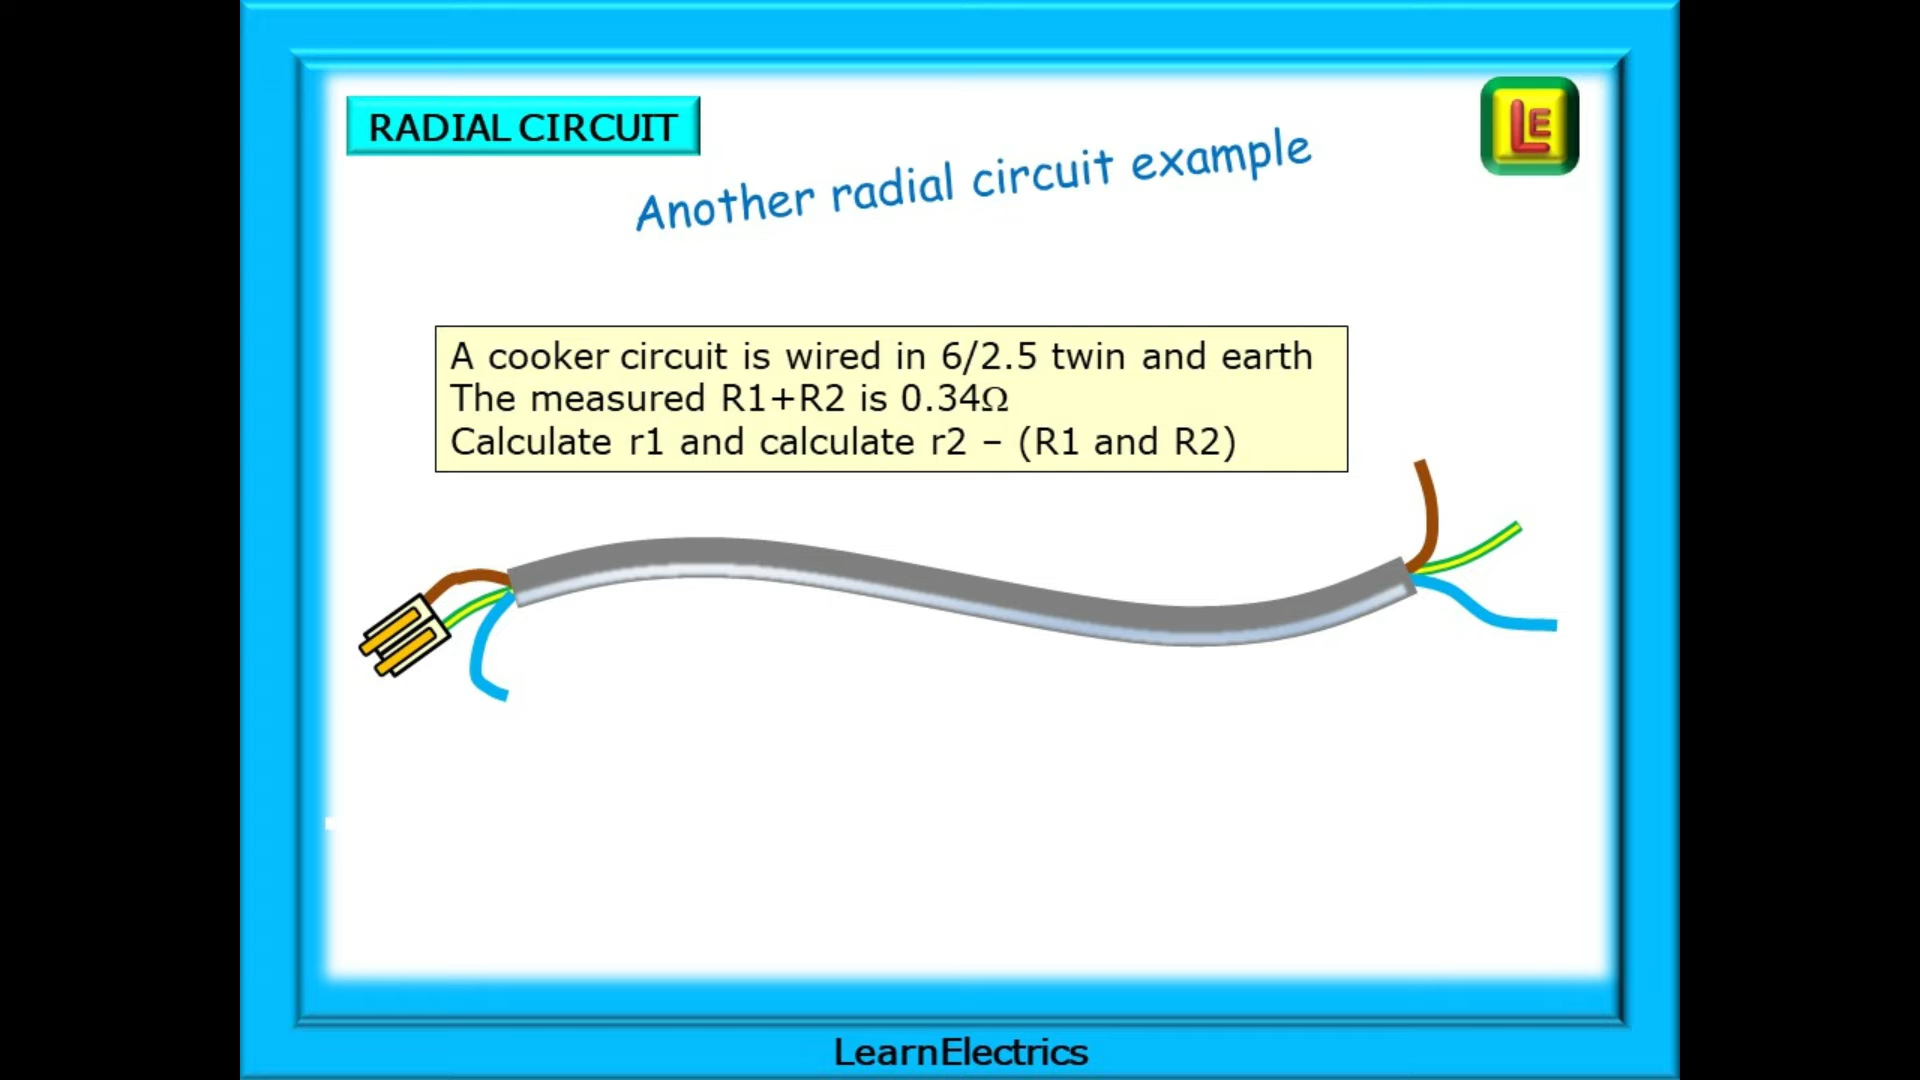 RADIAL CIRCUIT
LE
Another radial circuit example
A cooker circuit is wired in 6/2.5 twin and earth
The measured R1+R2 is 0.34Ω
Calculate r1 and calculate r2 – (R1 and R2)
LearnElectrics